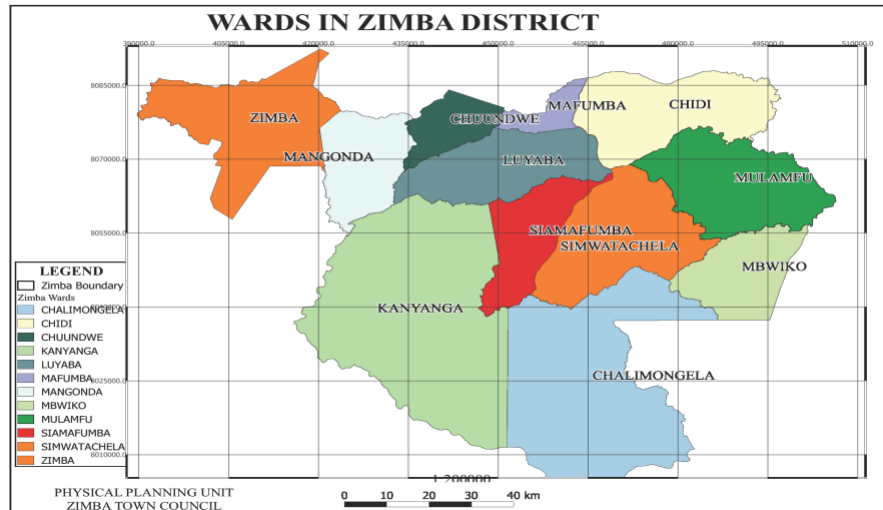 WARDS IN ZIMBA DISTRICT
390000.0 405000.0 420000.0 435000.0 450000.0 465000.0 480000.0 495000.0 510000.0
8085000.0
MAFUMBA
CHIDI
ZIMBA
CHUUNDWE
MANGONDA
8070000.0
LUYABA
MULAMFU
8055000.0
SIAMAFUMBA
SIMWATACHELA
MBWIKO
KANYANGA
CHALIMONGELA
8025000.0
8010000.0
LEGEND
Zimba Boundary
Zimba Wards
CHALIMONGELA
CHIDI
CHUUNDWE
KANYANGA
LUYABA
MAFUMBA
MANGONDA
MBWIKO
MULAMFU
SIAMAFUMBA
SIMWATACHELA
ZIMBA
1:200000
PHYSICAL PLANNING UNIT
ZIMBA TOWN COUNCIL
0 10 20 30 40 km